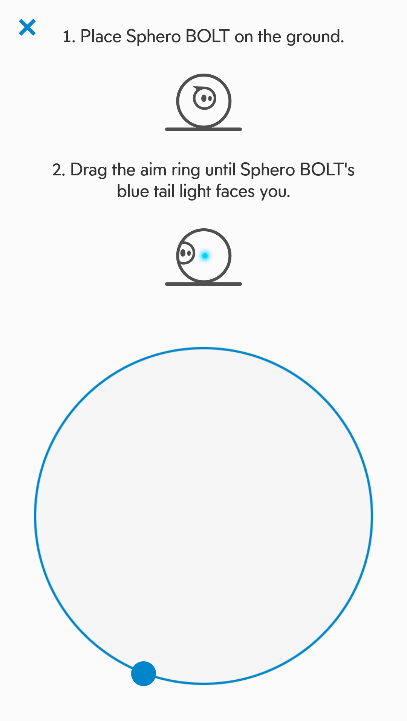 1. Place Sphero BOLT on the ground.
2. Drag the aim ring until Sphero BOLT's
blue tail light faces you.